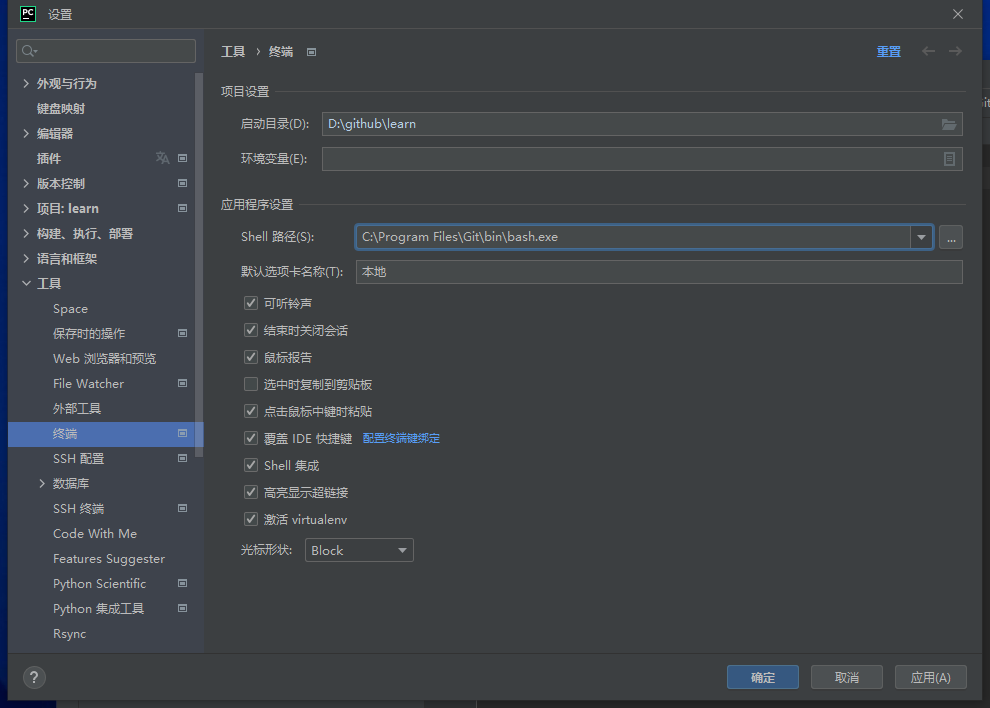 PC 设置
外观与行为
键盘映射
编辑器
插件
版本控制
项目: learn
构建、执行、部署
语言和框架
工具
Space
保存时的操作
Web 浏览器和预览
File Watcher
外部工具
终端
SSH 配置
数据库
SSH 终端
Code With Me
Features Suggester
Python Scientific
Python 集成工具
Rsync
工具 › 终端
重置
项目设置
启动目录(D): D:\github\learn
环境变量(E):
应用程序设置
Shell 路径(S): C:\Program Files\Git\bin\bash.exe ...
默认选项卡名称(T): 本地
可听铃声
结束时关闭会话
鼠标报告
选中时复制到剪贴板
点击鼠标中键时粘贴
覆盖 IDE 快捷键 配置终端键绑定
Shell 集成
高亮显示超链接
激活 virtualenv
光标形状: Block
? 确定 取消 应用(A)